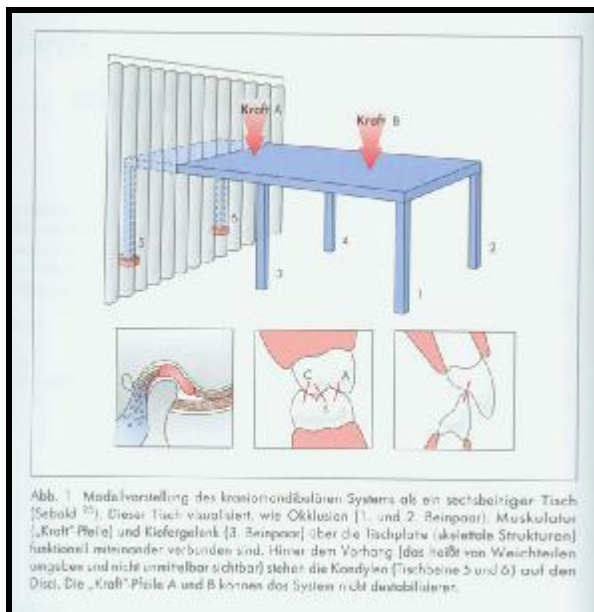 Kraft A
Kraft B
5
6
3
4
1
2
C
A
Abb. 1 Modellvorstellung des kraniomandibulären Systems als ein sechsbeiniger Tisch
(Sebald). Dieser Tisch visualisiert, wie Okklusion (1. und 2. Beinpaar), Muskulatur
(„Kraft"-Pfeile) und Kiefergelenk (3. Beinpaar) über die Tischplatte (skelettale Strukturen)
funktionell miteinander verbunden sind. Hinter dem Vorhang (das heißt von Weichteilen
umgeben und nicht unmittelbar sichtbar) stehen die Kondylen (Tischbeine 5 und 6) auf den
Disci. Die „Kraft"-Pfeile A und B können das System nicht destabilisieren.